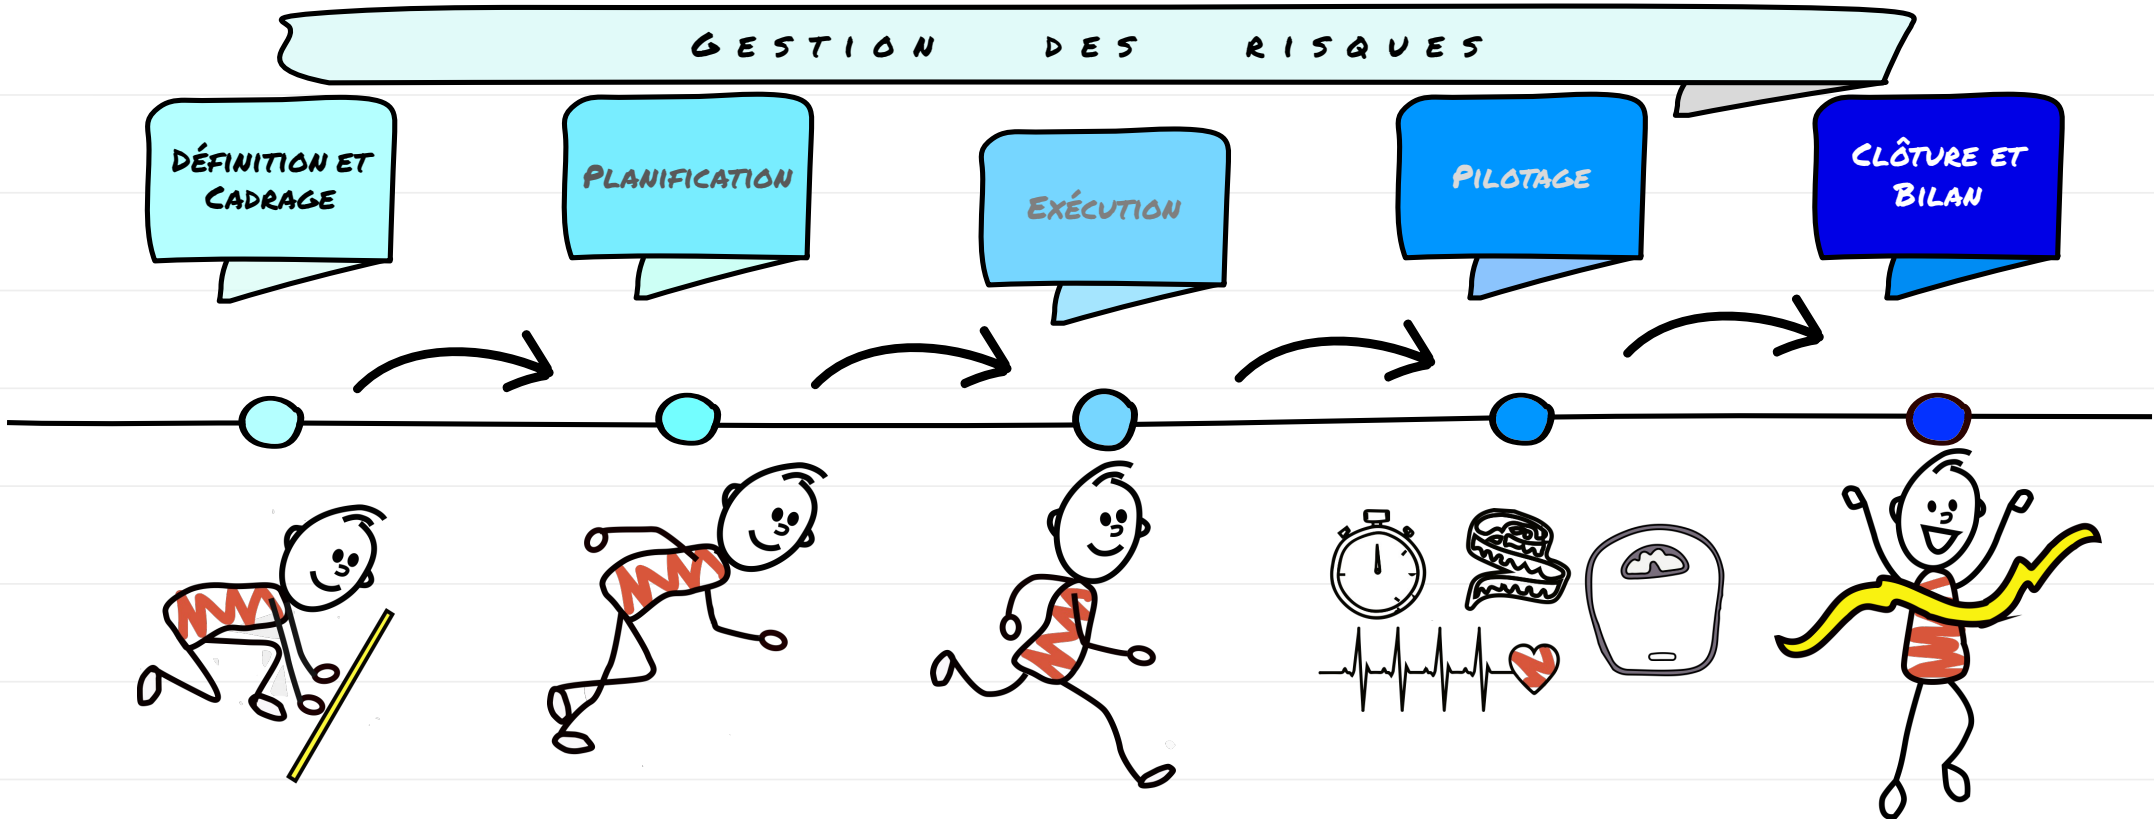 Gestion des risques
Définition et
Cadrage
Planification
Exécution
Pilotage
Clôture et
Bilan